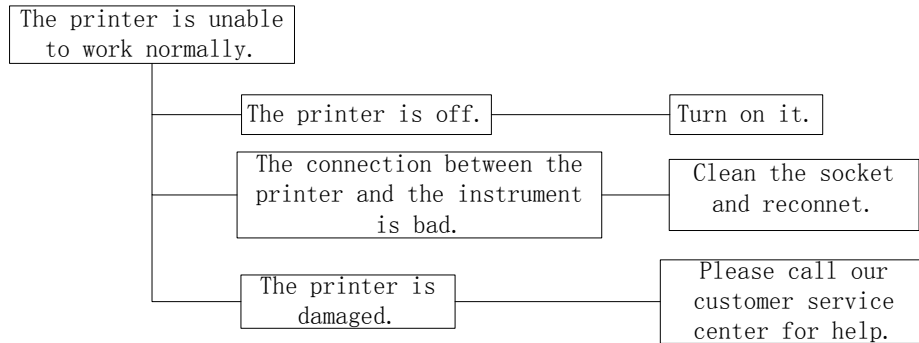 The printer is unable
to work normally.
The printer is off.
Turn on it.
The connection between the
printer and the instrument
is bad.
Clean the socket
and reconnet.
The printer is
damaged.
Please call our
customer service
center for help.